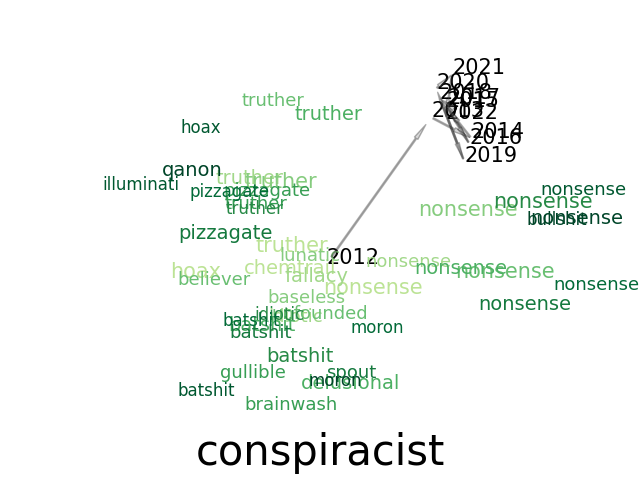 2021
2020
2018
2017
2015
2013
2022
truther
truther
hoax
2014
2016
2019
qanon
truther
truther
illuminati
pizzagate
pizzagate
nonsense
truther
truther
nonsense
nonsense
bullshit
nonsense
pizzagate
truther
lunatic
2012
nonsense
hoax
chemtrail
nonsense
nonsense
believer
fallacy
nonsense
nonsense
baseless
nonsense
idiotic
unfounded
batshit
moron
batshit
batshit
gullible
spout
moron
delusional
batshit
brainwash
conspiracist